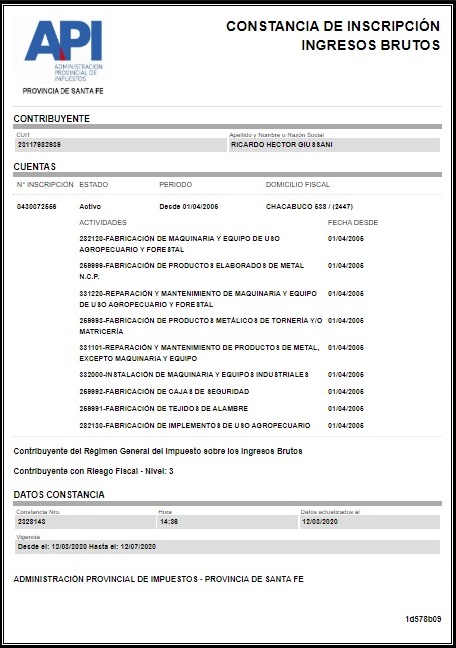 CONSTANCIA DE INSCRIPCIÓN
INGRESOS BRUTOS
API
ADMINISTRACIÓN
PROVINCIAL DE
IMPUESTOS
PROVINCIA DE SANTA FE
CONTRIBUYENTE
CUIT Apellido y Nombre o Razón Social
23117982939 RICARDO HECTOR GIUSSANI
CUENTAS
N° INSCRIPCIÓN ESTADO PERIODO DOMICILIO FISCAL
0430072556 Activo Desde 01/04/2005 CHACABUCO 533 / (2447)
ACTIVIDADES FECHA DESDE
282120-FABRICACIÓN DE MAQUINARIA Y EQUIPO DE USO 01/04/2005
AGROPECUARIO Y FORESTAL
259999-FABRICACIÓN DE PRODUCTOS ELABORADOS DE METAL 01/04/2005
N.C.P.
331220-REPARACIÓN Y MANTENIMIENTO DE MAQUINARIA Y EQUIPO 01/04/2005
DE USO AGROPECUARIO Y FORESTAL
259993-FABRICACIÓN DE PRODUCTOS METÁLICOS DE TORNERÍA Y/O 01/04/2005
MATRICERÍA
331101-REPARACIÓN Y MANTENIMIENTO DE PRODUCTOS DE METAL, 01/04/2005
EXCEPTO MAQUINARIA Y EQUIPO
332000-INSTALACIÓN DE MAQUINARIA Y EQUIPOS INDUSTRIALES 01/04/2005
259992-FABRICACIÓN DE CAJAS DE SEGURIDAD 01/04/2005
259991-FABRICACIÓN DE TEJIDOS DE ALAMBRE 01/04/2005
282130-FABRICACIÓN DE IMPLEMENTOS DE USO AGROPECUARIO 01/04/2005
Contribuyente del Régimen General del Impuesto sobre los Ingresos Brutos
Contribuyente con Riesgo Fiscal - Nivel: 3
DATOS CONSTANCIA
Constancia Nro. Hora Datos actualizados al
2328143 14:36 12/03/2020
Vigencia
Desde el: 12/03/2020 Hasta el: 12/07/2020
ADMINISTRACIÓN PROVINCIAL DE IMPUESTOS - PROVINCIA DE SANTA FE
1d578b09